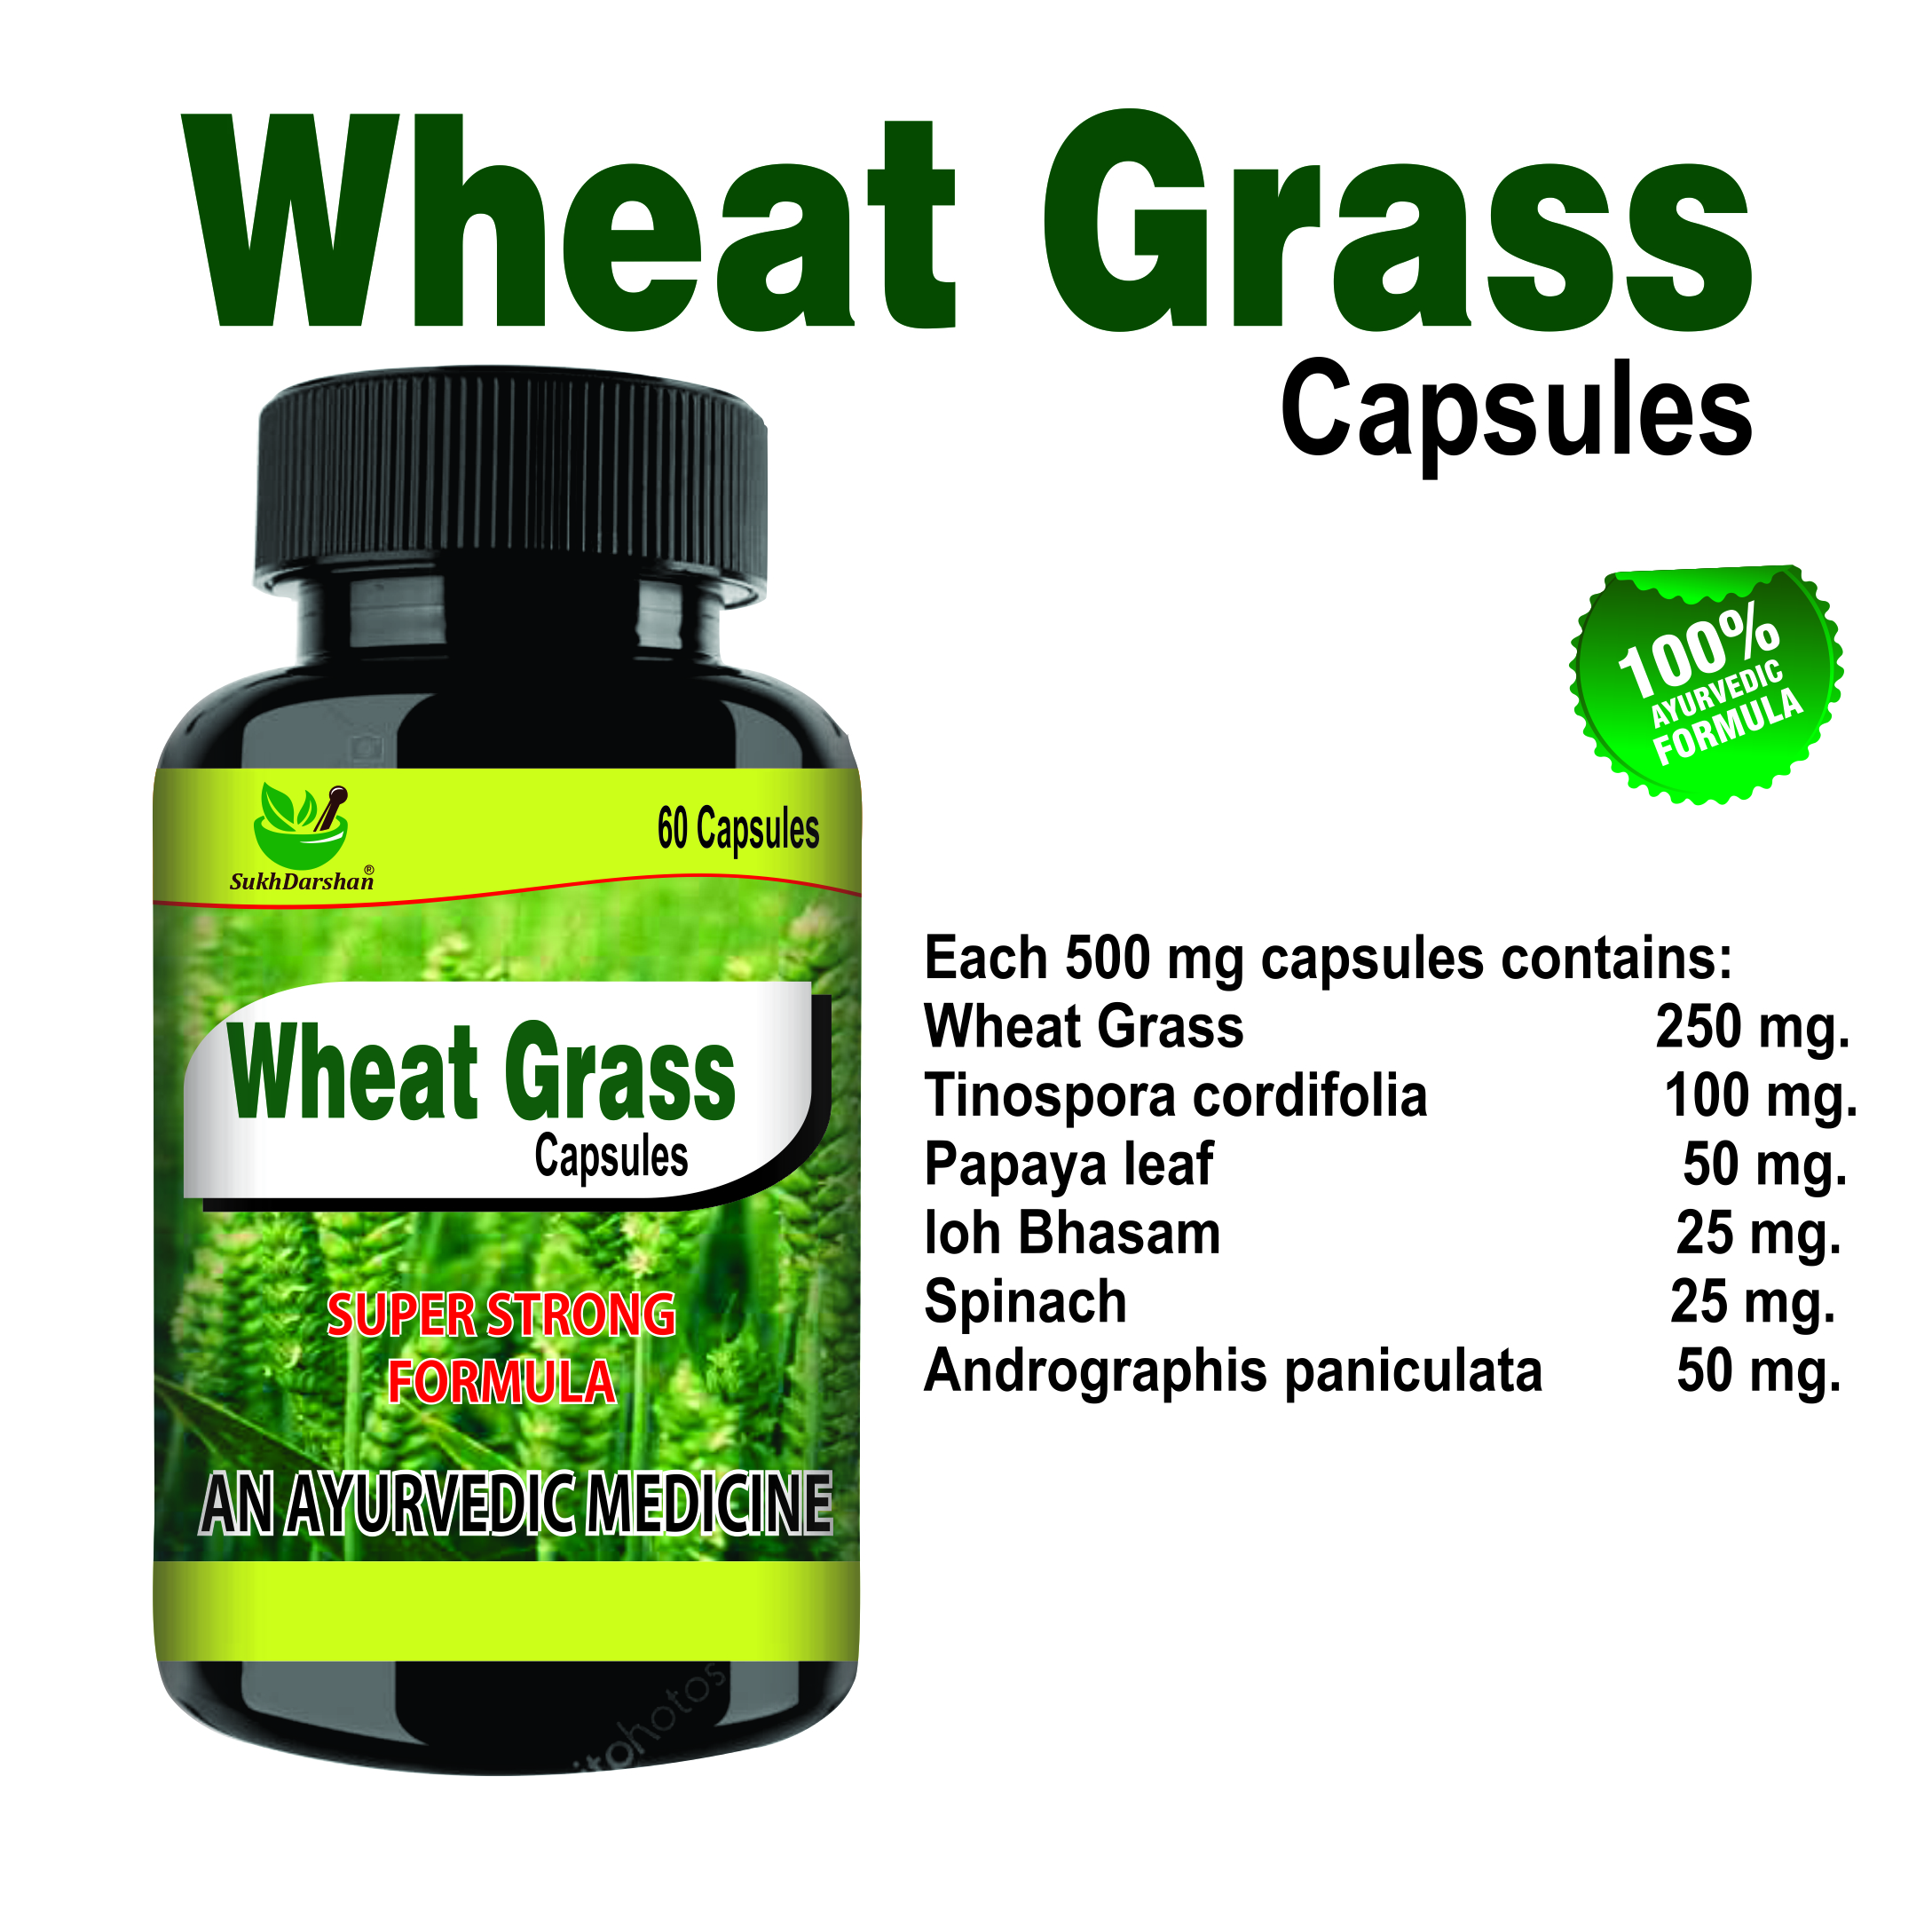 Wheat Grass
Capsules
100%
AYURVEDIC
FORMULA
SukhDarshan®
60 Capsules
Wheat Grass
Capsules
SUPER STRONG
FORMULA
AN AYURVEDIC MEDICINE
Each 500 mg capsules contains:
Wheat Grass 250 mg.
Tinospora cordifolia 100 mg.
Papaya leaf 50 mg.
loh Bhasam 25 mg.
Spinach 25 mg.
Andrographis paniculata 50 mg.